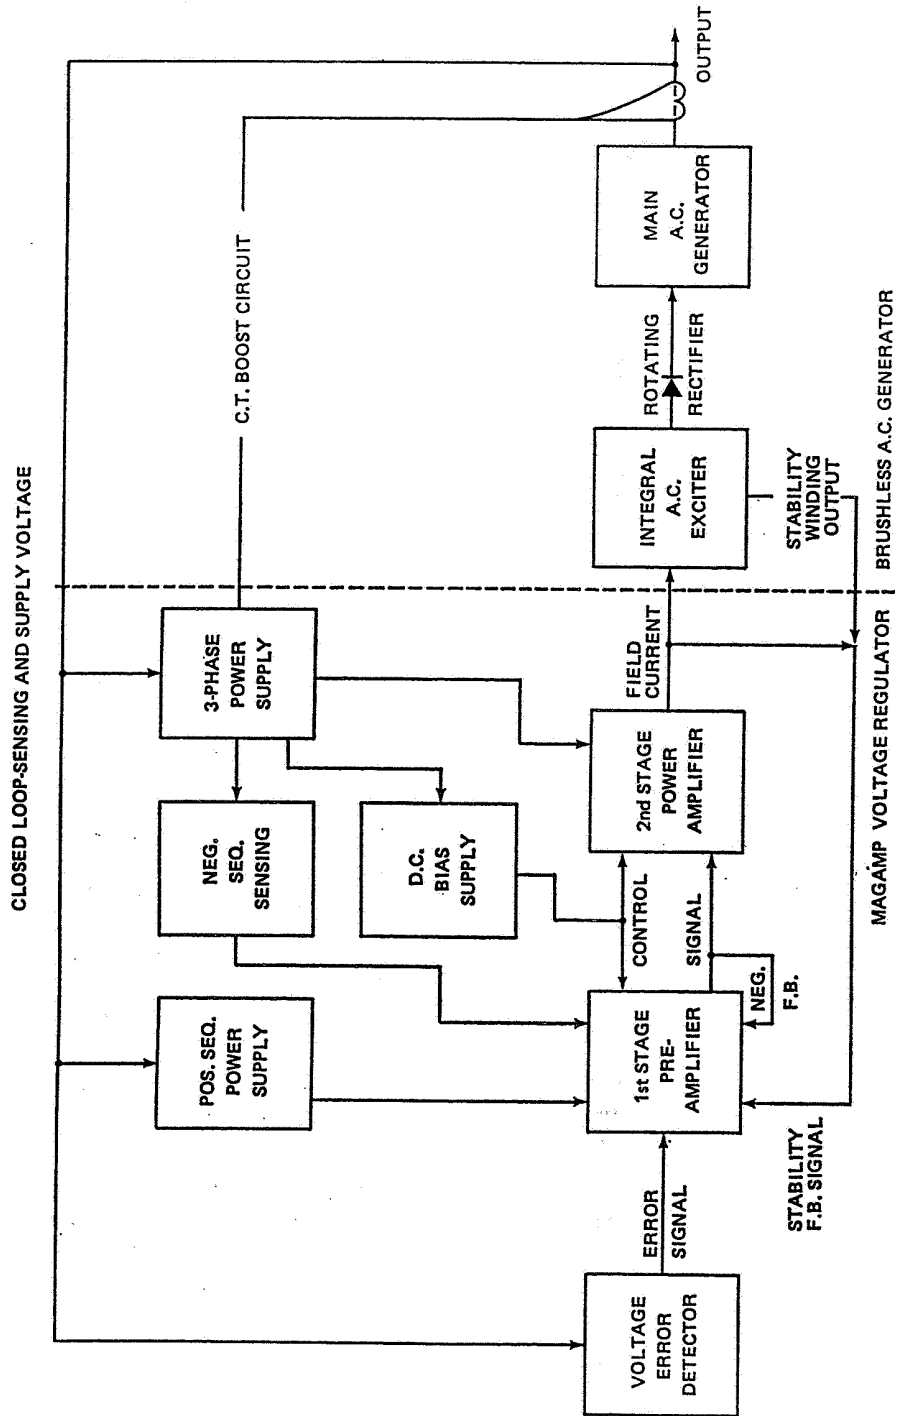 CLOSED LOOP-SENSING AND SUPPLY VOLTAGE
POS. SEQ.
POWER
SUPPLY
NEG.
SEQ.
SENSING
3-PHASE
POWER
SUPPLY
C.T. BOOST CIRCUIT
D.C.
BIAS
SUPPLY
VOLTAGE
ERROR
DETECTOR
ERROR
SIGNAL
1st STAGE
PRE-
AMPLIFIER
CONTROL
SIGNAL
NEG.
F.B.
2nd STAGE
POWER
AMPLIFIER
FIELD
CURRENT
INTEGRAL
A.C.
EXCITER
ROTATING
RECTIFIER
MAIN
A.C.
GENERATOR
OUTPUT
STABILITY
F.B. SIGNAL
STABILITY
WINDING
OUTPUT
MAGAMP VOLTAGE REGULATOR
BRUSHLESS A.C. GENERATOR